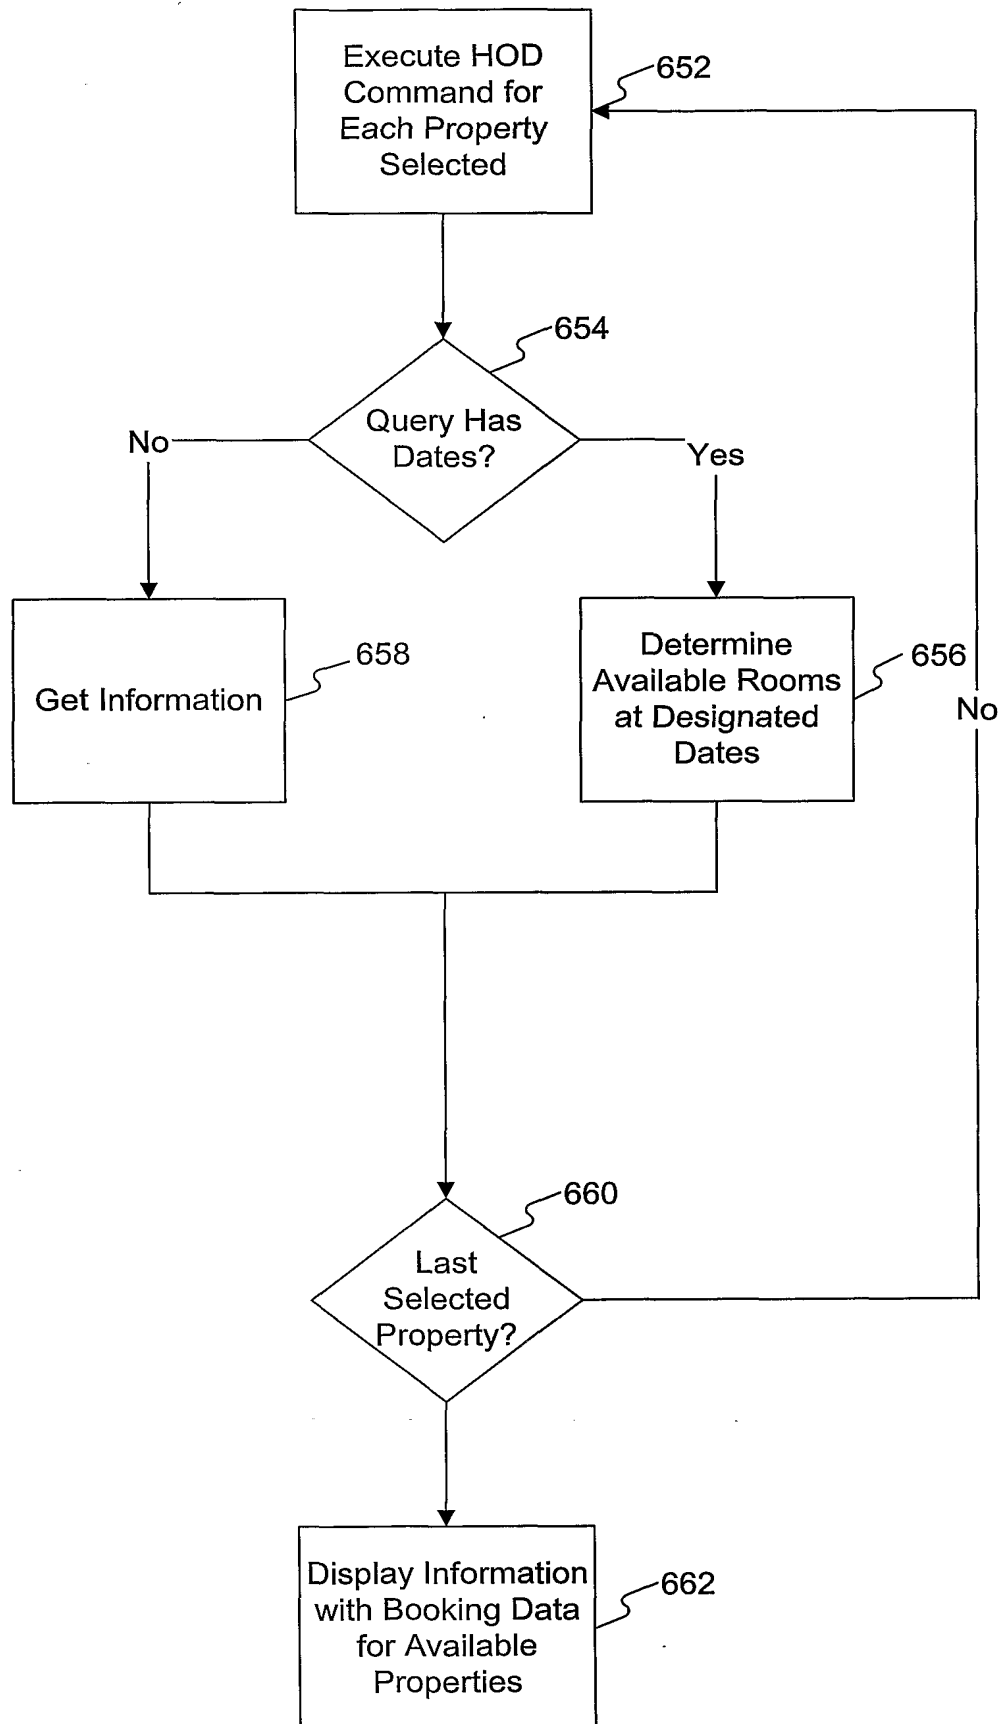 Execute HOD
Command for
Each Property
Selected
652
654
Query Has
Dates?
No
Yes
Get Information
658
Determine
Available Rooms
at Designated
Dates
656
No
660
Last
Selected
Property?
Display Information
with Booking Data
for Available
Properties
662